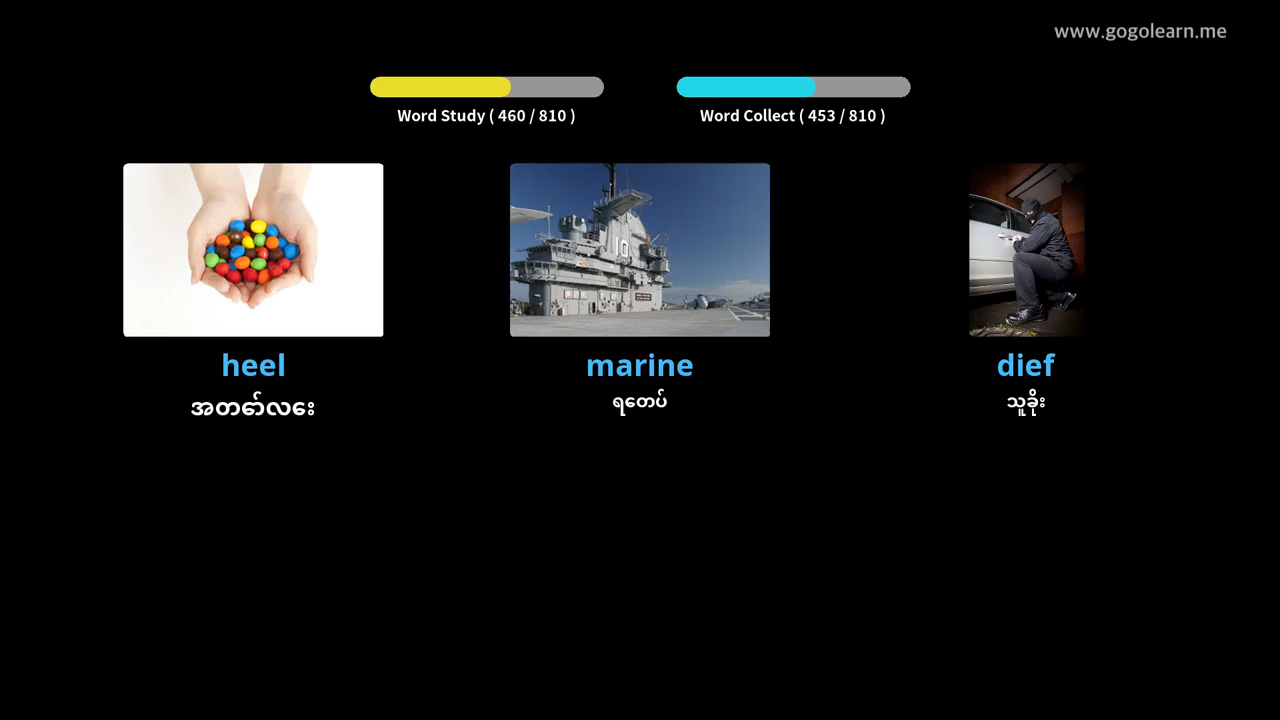 www.gogolearn.me
Word Study ( 460 / 810 )
Word Collect ( 453 / 810 )
heel
အတော်လေး
marine
ရေတပ်
dief
သူခိုး